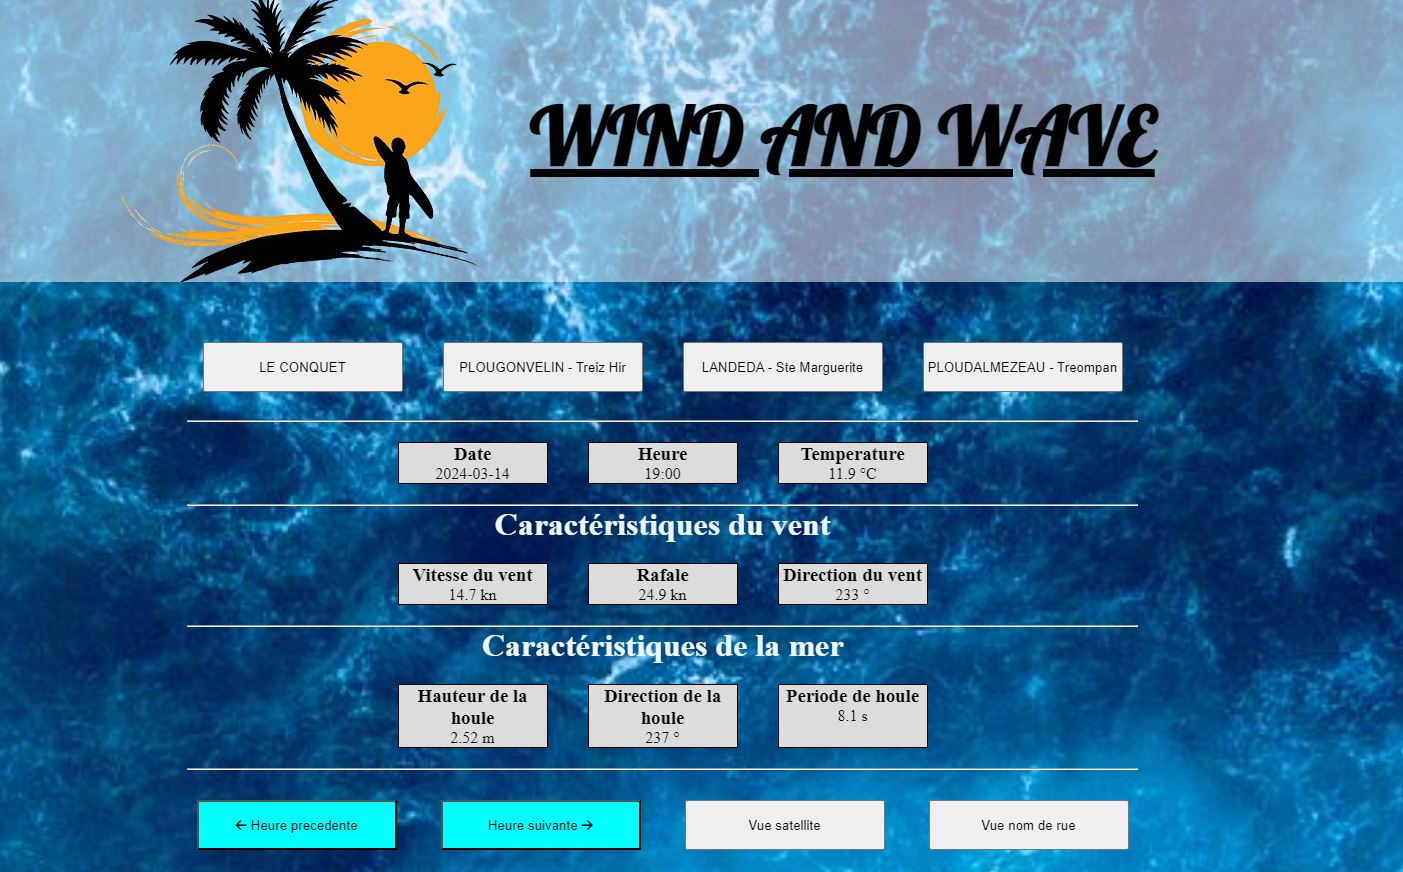 WIND AND WAVE
LE CONQUET
PLOUGONVELIN - Treiz Hir
LANDEDA - Ste Marguerite
PLOUDALMEZEAU - Treompan
Date
2024-03-14
Heure
19:00
Temperature
11.9 °C
Caractéristiques du vent
Vitesse du vent
14.7 kn
Rafale
24.9 kn
Direction du vent
233 °
Caractéristiques de la mer
Hauteur de la
houle
2.52 m
Direction de la
houle
237 °
Periode de houle
8.1 s
← Heure precedente
Heure suivante →
Vue satellite
Vue nom de rue